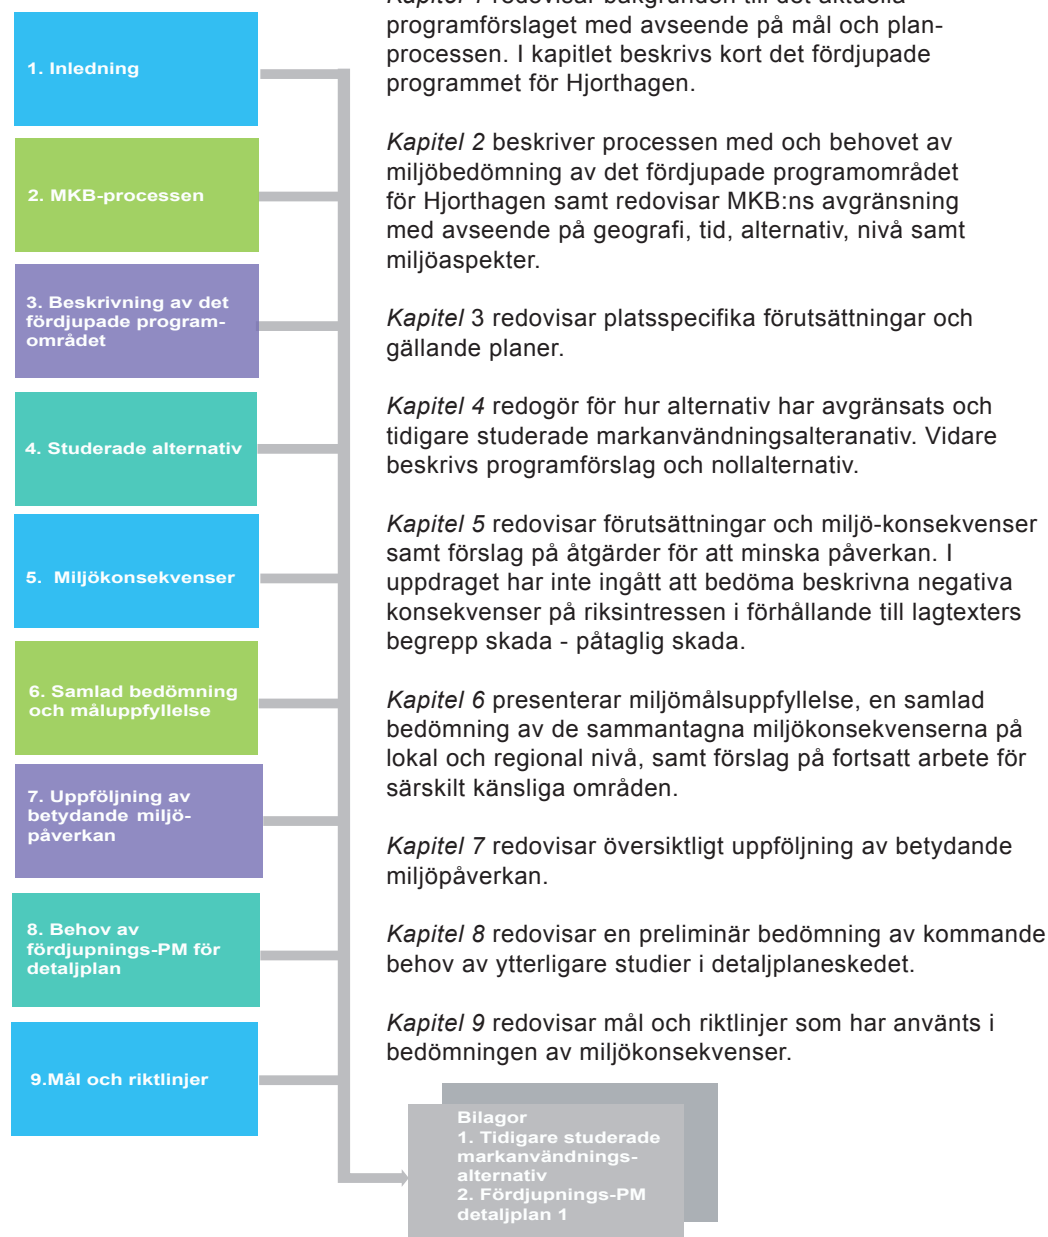 1. Inledning
2. MKB-processen
3. Beskrivning av det
fördjupade program-
området
4. Studerade alternativ
5. Miljökonsekvenser
6. Samlad bedömning
och måluppfyllelse
7. Uppföljning av
betydande miljö-
påverkan
8. Behov av
fördjupnings-PM för
detaljplan
9.Mål och riktlinjer
Kapitel 1 redovisar bakgrunden till det aktuella
programförslaget med avseende på mål och plan-
processen. I kapitlet beskrivs kort det fördjupade
programmet för Hjorthagen.
Kapitel 2 beskriver processen med och behovet av
miljöbedömning av det fördjupade programområdet
för Hjorthagen samt redovisar MKB:ns avgränsning
med avseende på geografi, tid, alternativ, nivå samt
miljöaspekter.
Kapitel 3 redovisar platsspecifika förutsättningar och
gällande planer.
Kapitel 4 redogör för hur alternativ har avgränsats och
tidigare studerade markanvändningsalteranativ. Vidare
beskrivs programförslag och nollalternativ.
Kapitel 5 redovisar förutsättningar och miljö-konsekvenser
samt förslag på åtgärder för att minska påverkan. I
uppdraget har inte ingått att bedöma beskrivna negativa
konsekvenser på riksintressen i förhållande till lagtexters
begrepp skada - påtaglig skada.
Kapitel 6 presenterar miljömålsuppfyllelse, en samlad
bedömning av de sammantagna miljökonsekvenserna på
lokal och regional nivå, samt förslag på fortsatt arbete för
särskilt känsliga områden.
Kapitel 7 redovisar översiktligt uppföljning av betydande
miljöpåverkan.
Kapitel 8 redovisar en preliminär bedömning av kommande
behov av ytterligare studier i detaljplaneskedet.
Kapitel 9 redovisar mål och riktlinjer som har använts i
bedömningen av miljökonsekvenser.
Bilagor
1. Tidigare studerade
markanvändnings-
alternativ
2. Fördjupnings-PM
detaljplan 1